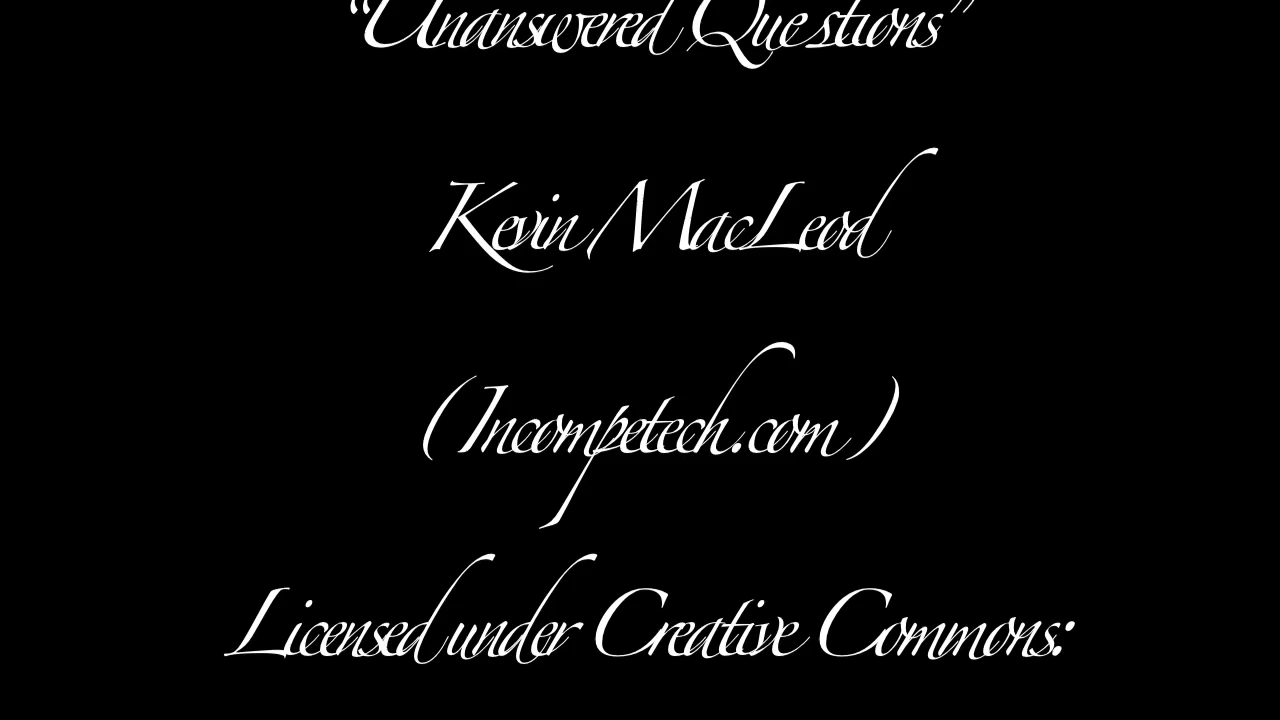 “Unanswered Questions”
Kevin MacLeod
(Incompetech.com)
Licensed under Creative Commons: